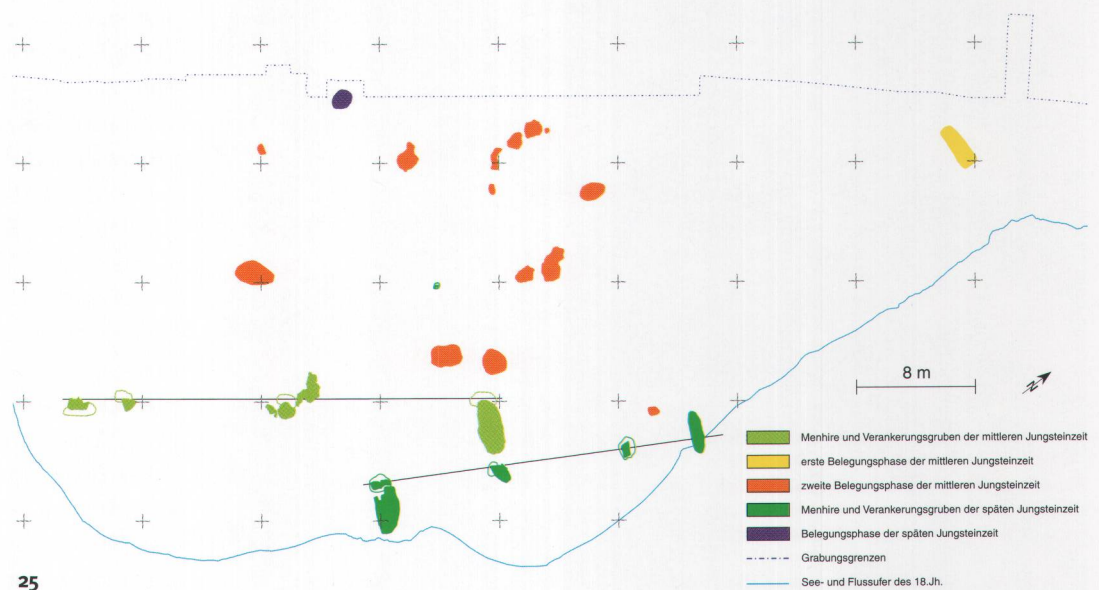 8 m
N
Menhire und Verankerungsgruben der mittleren Jungsteinzeit
erste Belegungsphase der mittleren Jungsteinzeit
zweite Belegungsphase der mittleren Jungsteinzeit
Menhire und Verankerungsgruben der späten Jungsteinzeit
Belegungsphase der späten Jungsteinzeit
Grabungsgrenzen
See- und Flussufer des 18.Jh.
25